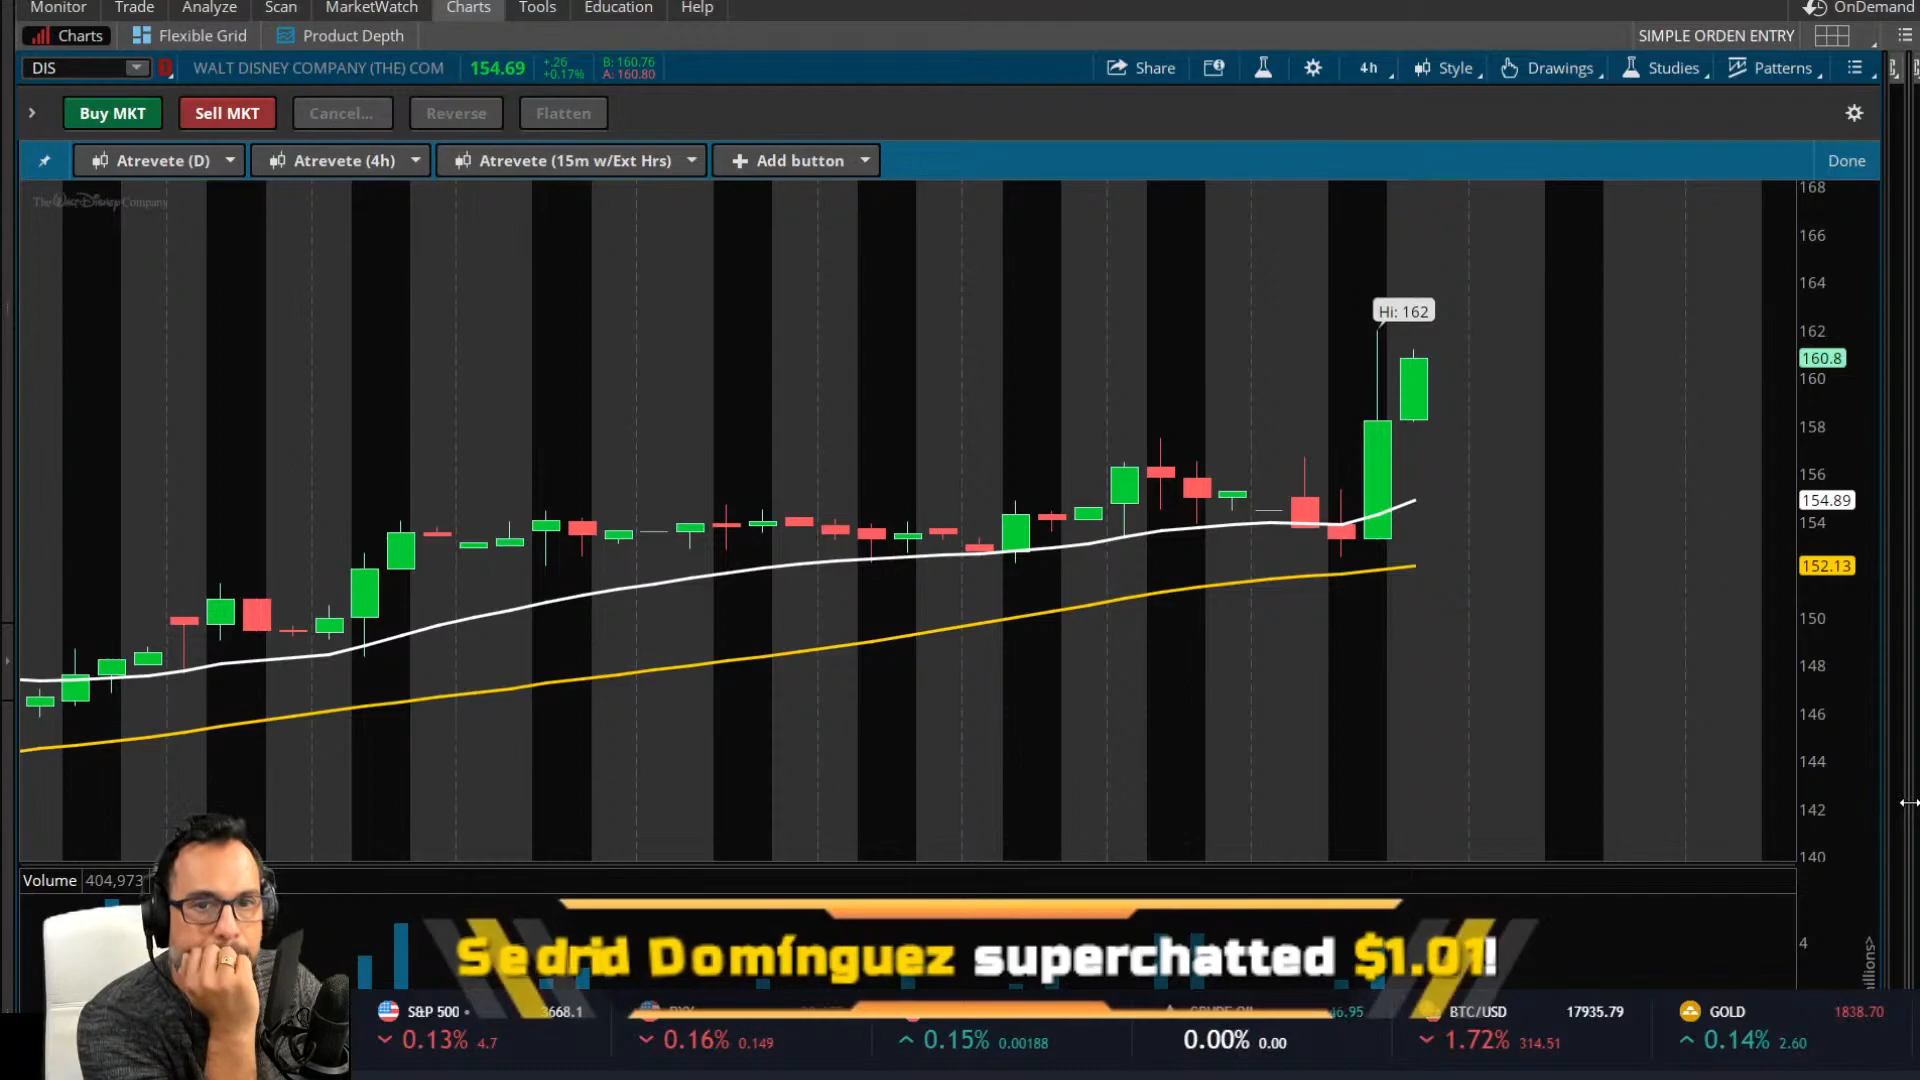 Monitor Trade Analyze Scan MarketWatch Charts Tools Education Help OnDemand
Charts Flexible Grid Product Depth SIMPLE ORDEN ENTRY
DIS WALT DISNEY COMPANY (THE) COM 154.69 +.26 +0.17% B: 160.76 A: 160.80 Share 4h Style Drawings Studies Patterns
Buy MKT Sell MKT Cancel... Reverse Flatten
Atrevete (D) Atrevete (4h) Atrevete (15m w/Ext Hrs) Add button Done
The Walt Disney Company
168
166
164
Hi: 162
162
160.8
160
158
156
154.89
154
152.13
150
148
146
144
142
140
Volume 404,973
4
Sedrid Domínguez superchatted $1.01!
S&P 500 3668.1 46.95 BTC/USD 17935.79 GOLD 1838.70
0.13% 4.7 0.16% 0.149 0.15% 0.00188 0.00% 0.00 1.72% 314.51 0.14% 2.60